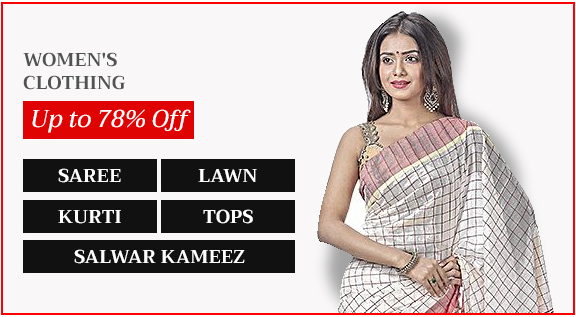 WOMEN'S
CLOTHING
Up to 78% Off
SAREE LAWN
KURTI TOPS
SALWAR KAMEEZ